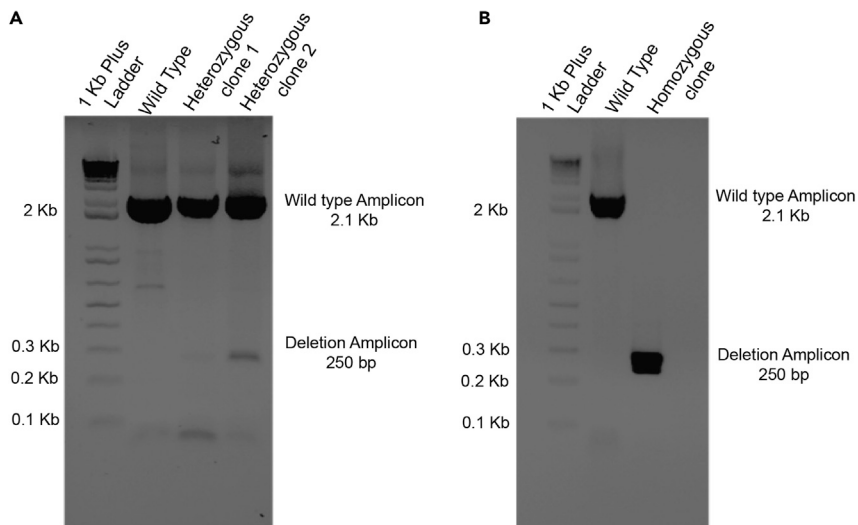 A
1 Kb Plus
Ladder
Wild Type
Heterozygous
clone 1
Heterozygous
clone 2
2 Kb
Wild type Amplicon
2.1 Kb
0.3 Kb
Deletion Amplicon
250 bp
0.2 Kb
0.1 Kb
B
1 Kb Plus
Ladder
Wild Type
Homozygous
clone
2 Kb
Wild type Amplicon
2.1 Kb
0.3 Kb
Deletion Amplicon
250 bp
0.2 Kb
0.1 Kb